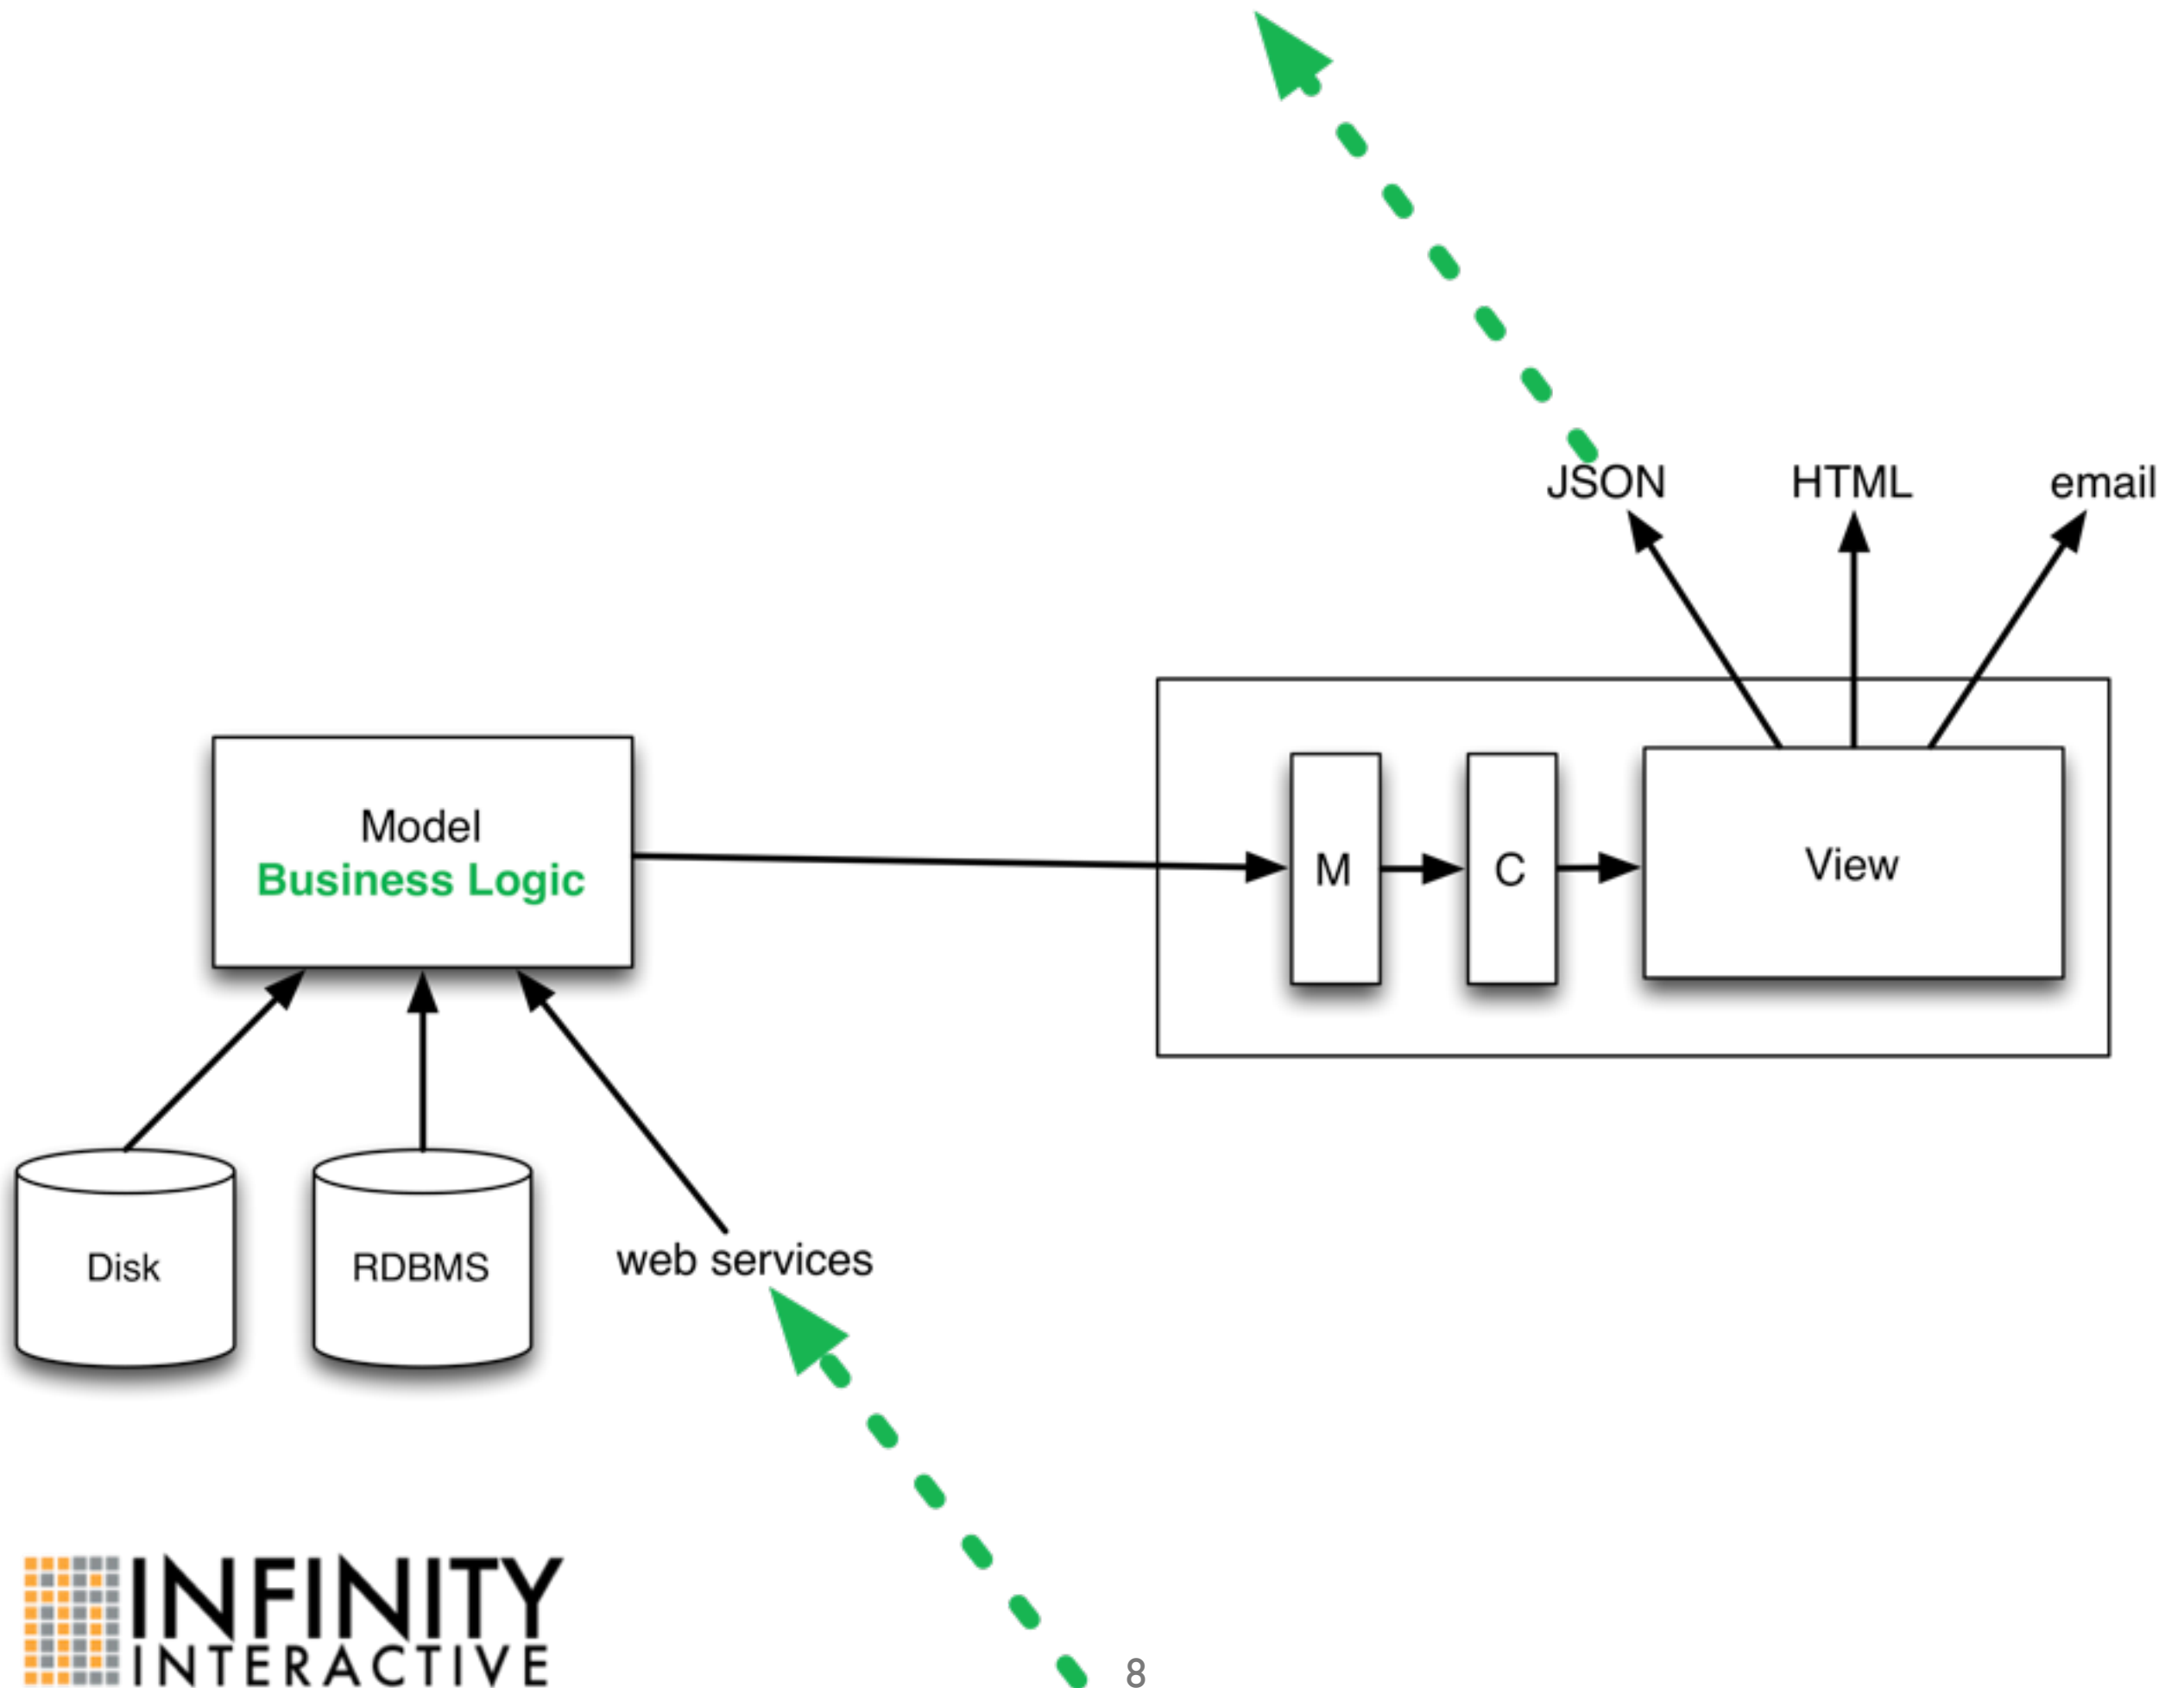 JSON
HTML
email
Model
Business Logic
M
C
View
Disk
RDBMS
web services
INFINITY
INTERACTIVE
8